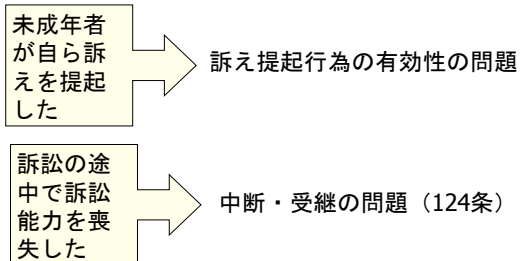 未成年者
が自ら訴
えを提起
した
訴え提起行為の有効性の問題
訴訟の途
中で訴訟
能力を喪
失した
中断・受継の問題（124条）